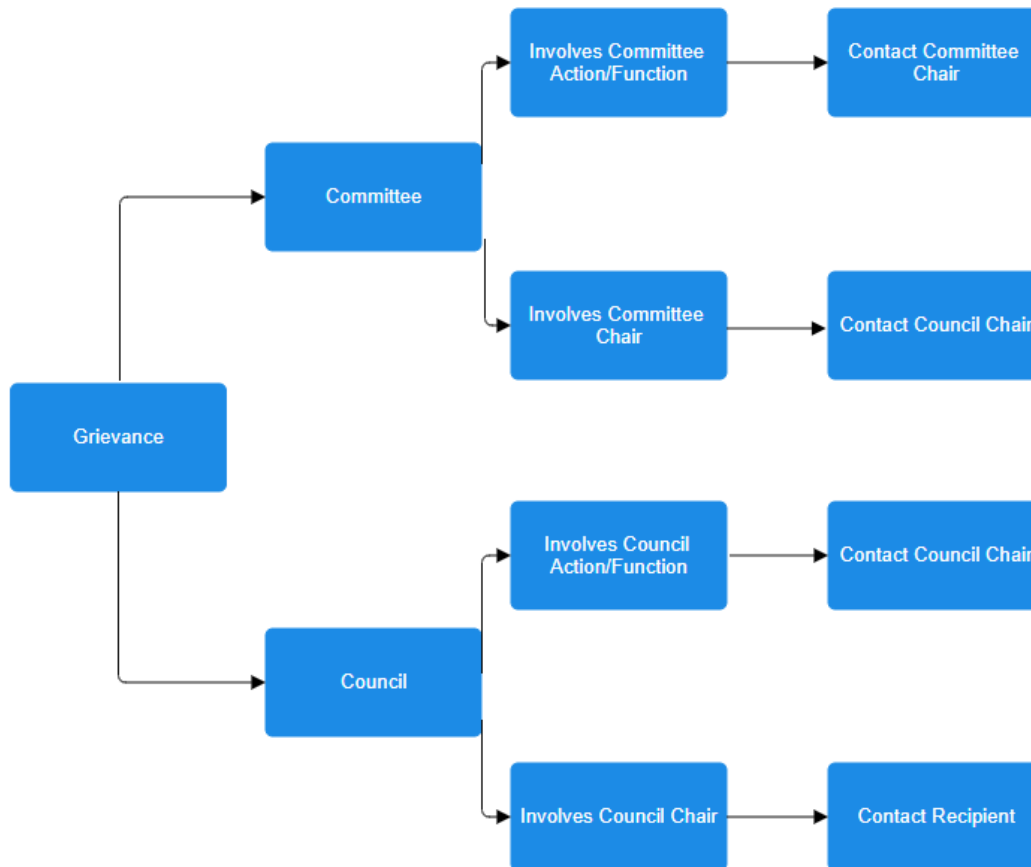 Involves Committee
Action/Function
Contact Committee
Chair
Committee
Involves Committee
Chair
Contact Council Chair
Grievance
Involves Council
Action/Function
Contact Council Chair
Council
Involves Council Chair
Contact Recipient